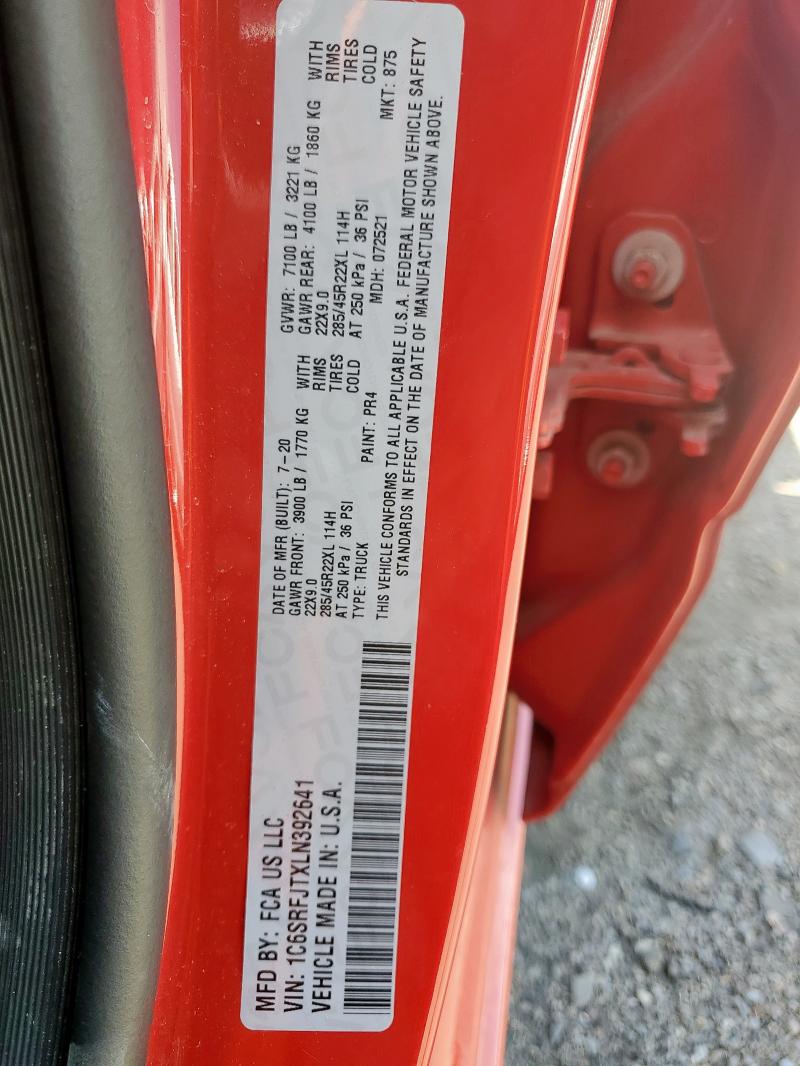 MFD BY: FCA US LLC
VIN: 1C6SRFJTXLN392641
VEHICLE MADE IN: U.S.A.
DATE OF MFR (BUILT): 7-20 GVWR: 7100 LB / 3221 KG
GAWR FRONT: 3900 LB / 1770 KG WITH GAWR REAR: 4100 LB / 1860 KG WITH
22X9.0 RIMS 22X9.0 RIMS
285/45R22XL 114H TIRES 285/45R22XL 114H TIRES
AT 250 kPa / 36 PSI COLD AT 250 kPa / 36 PSI COLD
TYPE: TRUCK PAINT: PR4 MDH: 072521 MKT: 875
THIS VEHICLE CONFORMS TO ALL APPLICABLE U.S.A. FEDERAL MOTOR VEHICLE SAFETY
STANDARDS IN EFFECT ON THE DATE OF MANUFACTURE SHOWN ABOVE.